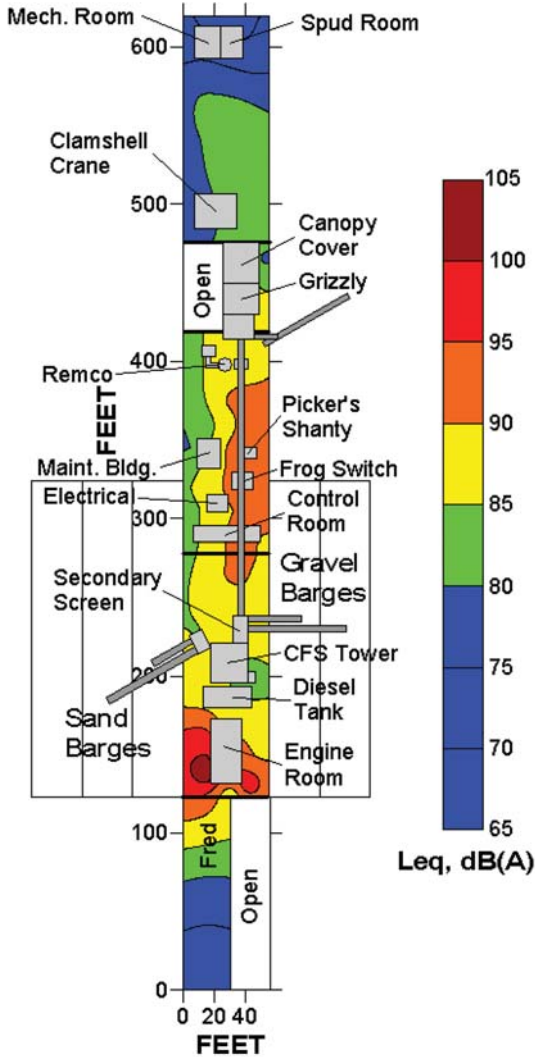 Mech. Room
Spud Room
600
Clamshell
Crane
500
Canopy
Cover
Grizzly
Open
400
Remco
FEET
Picker's
Shanty
Maint. Bldg.
Frog Switch
Electrical
Control
Room
300
Secondary
Screen
Gravel
Barges
CFS Tower
200
Diesel
Tank
Sand
Barges
Engine
Room
100
Fred
Open
0
0 20 40
FEET
105
100
95
90
85
80
75
70
65
Leq, dB(A)